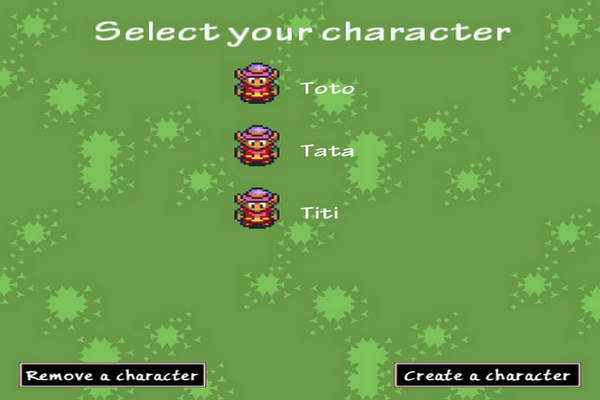 Select your character
Toto
Tata
Titi
Remove a character
Create a character